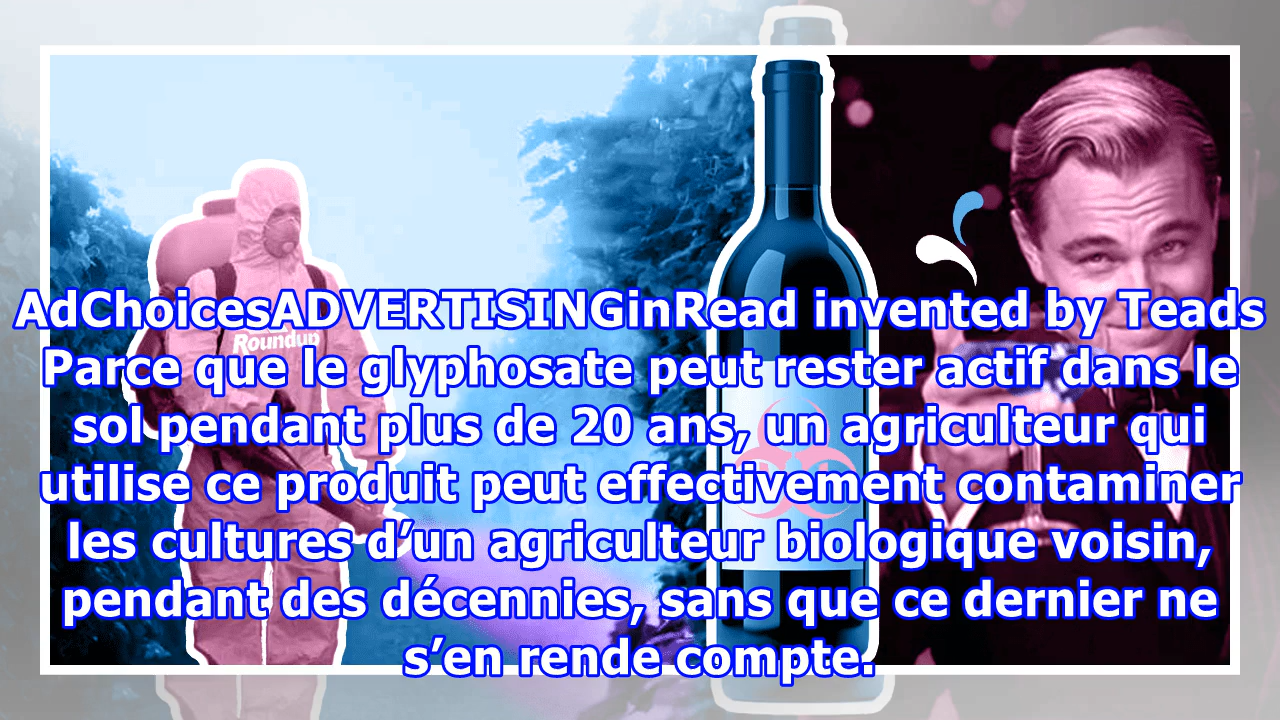 AdChoicesADVERTISINGinRead invented by Teads
Roundup
Parce que le glyphosate peut rester actif dans le
sol pendant plus de 20 ans, un agriculteur qui
utilise ce produit peut effectivement contaminer
les cultures d’un agriculteur biologique voisin,
pendant des décennies, sans que ce dernier ne
s’en rende compte.